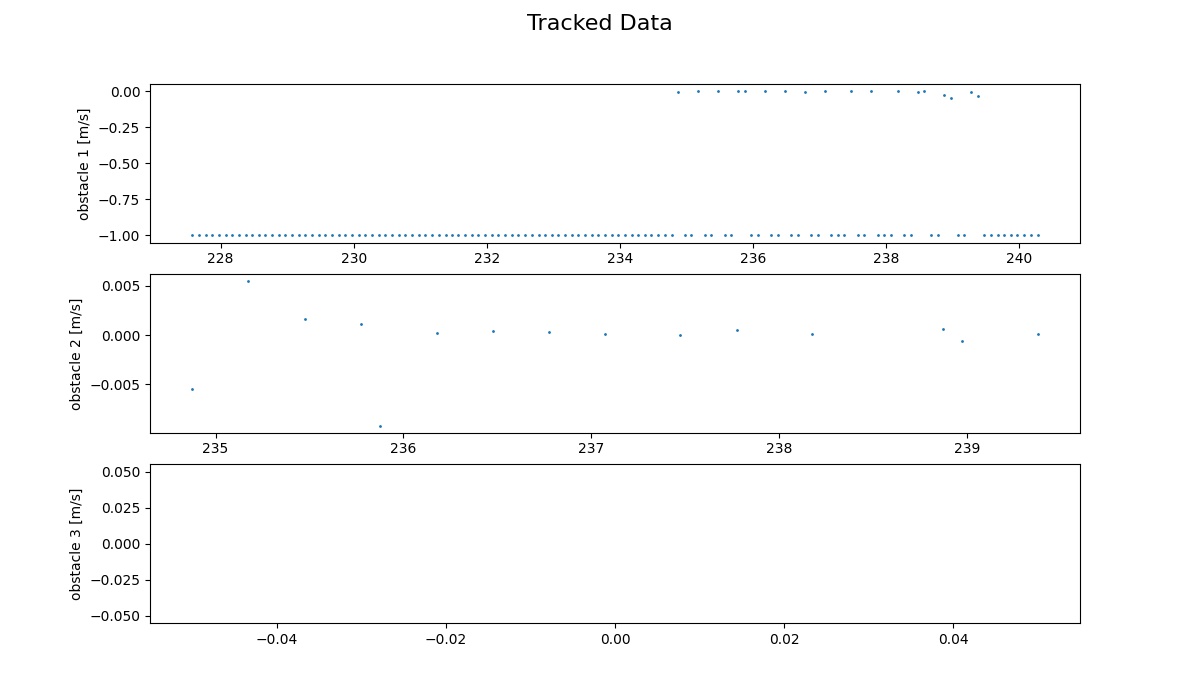 Tracked Data
0.00
−0.25
−0.50
−0.75
−1.00
obstacle 1 [m/s]
228 230 232 234 236 238 240
0.005
0.000
−0.005
obstacle 2 [m/s]
235 236 237 238 239
0.050
0.025
0.000
−0.025
−0.050
obstacle 3 [m/s]
−0.04 −0.02 0.00 0.02 0.04